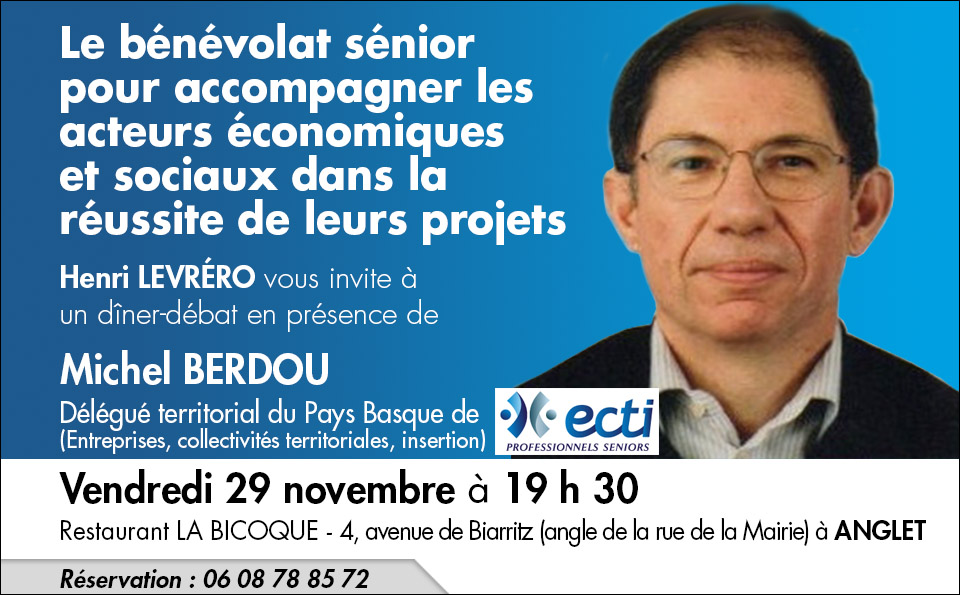 Le bénévolat sénior
pour accompagner les
acteurs économiques
et sociaux dans la
réussite de leurs projets
Henri LEVRÉRO vous invite à
un dîner-débat en présence de
Michel BERDOU
Délégué territorial du Pays Basque de
(Entreprises, collectivités territoriales, insertion)
ecti
PROFESSIONNELS SENIORS
Vendredi 29 novembre à 19 h 30
Restaurant LA BICOQUE - 4, avenue de Biarritz (angle de la rue de la Mairie) à ANGLET
Réservation : 06 08 78 85 72